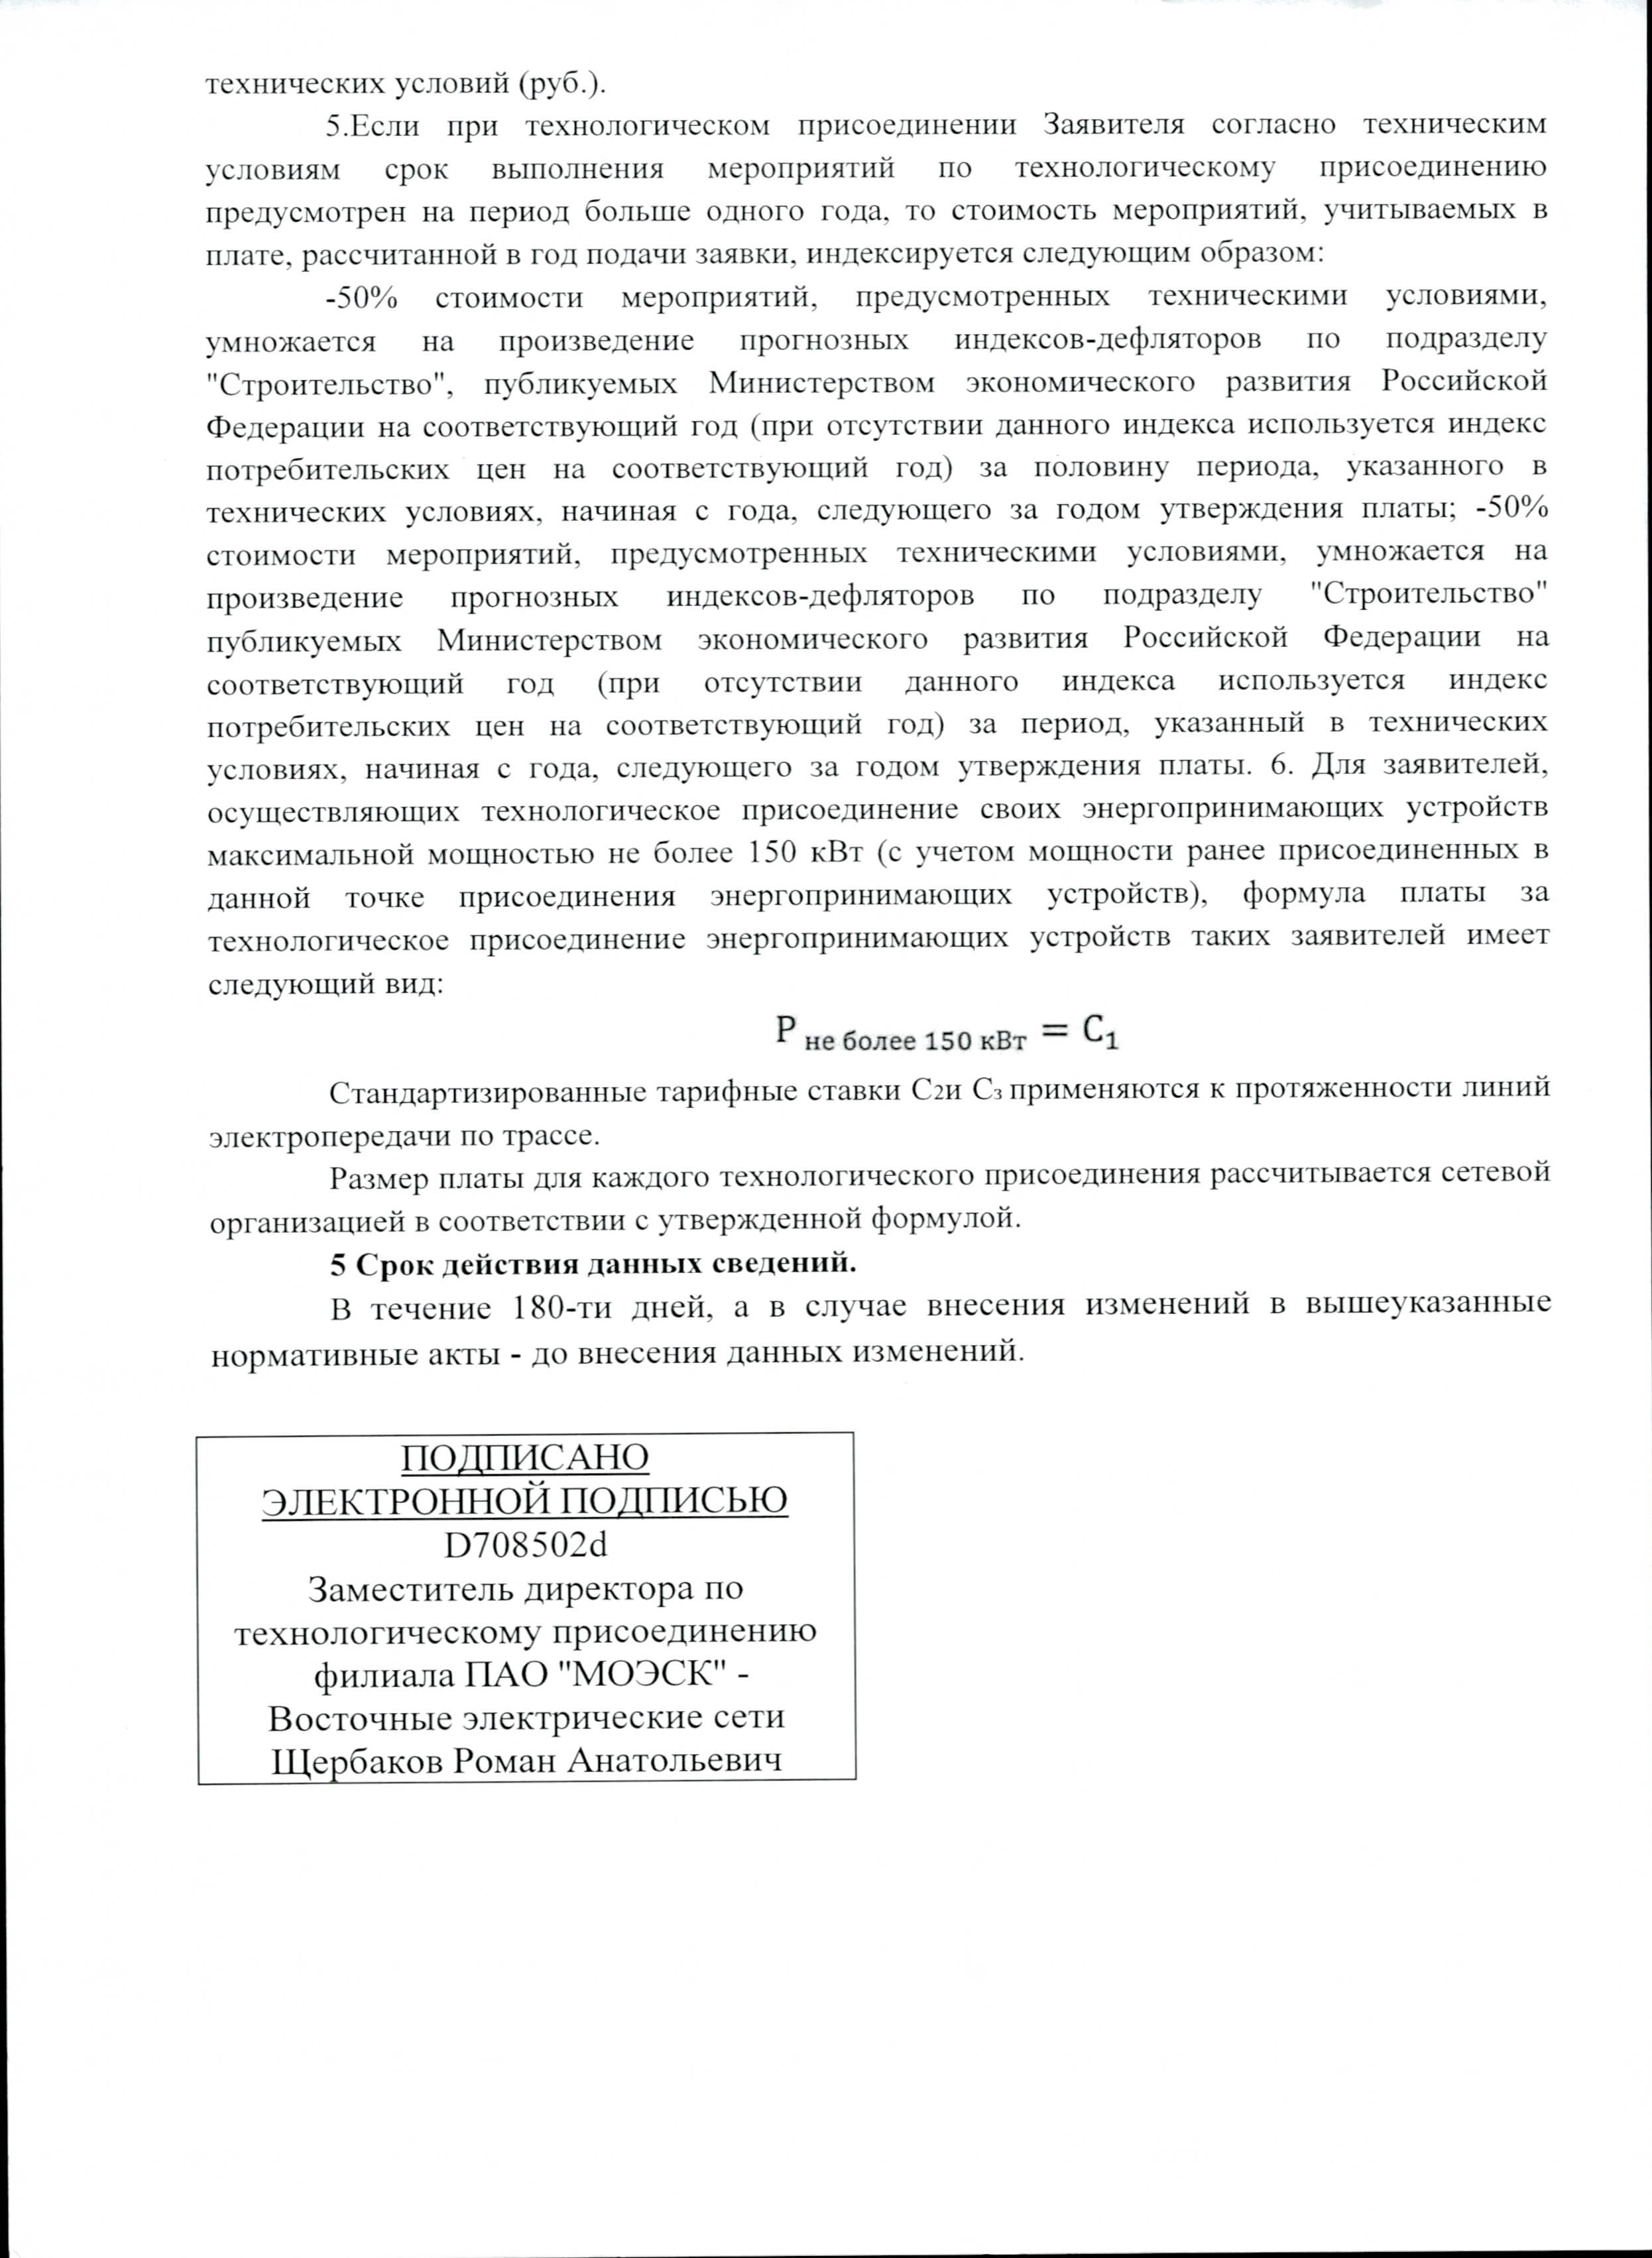 технических условий (руб.).
5.Если при технологическом присоединении Заявителя согласно техническим
условиям срок выполнения мероприятий по технологическому присоединению
предусмотрен на период больше одного года, то стоимость мероприятий, учитываемых в
плате, рассчитанной в год подачи заявки, индексируется следующим образом:
-50% стоимости мероприятий, предусмотренных техническими условиями,
умножается на произведение прогнозных индексов-дефляторов по подразделу
"Строительство", публикуемых Министерством экономического развития Российской
Федерации на соответствующий год (при отсутствии данного индекса используется индекс
потребительских цен на соответствующий год) за половину периода, указанного в
технических условиях, начиная с года, следующего за годом утверждения платы; -50%
стоимости мероприятий, предусмотренных техническими условиями, умножается на
произведение прогнозных индексов-дефляторов по подразделу "Строительство"
публикуемых Министерством экономического развития Российской Федерации на
соответствующий год (при отсутствии данного индекса используется индекс
потребительских цен на соответствующий год) за период, указанный в технических
условиях, начиная с года, следующего за годом утверждения платы. 6. Для заявителей,
осуществляющих технологическое присоединение своих энергопринимающих устройств
максимальной мощностью не более 150 кВт (с учетом мощности ранее присоединенных в
данной точке присоединения энергопринимающих устройств), формула платы за
технологическое присоединение энергопринимающих устройств таких заявителей имеет
следующий вид:
Р не более 150 кВт = С₁
Стандартизированные тарифные ставки С2и С₃ применяются к протяженности линий
электропередачи по трассе.
Размер платы для каждого технологического присоединения рассчитывается сетевой
организацией в соответствии с утвержденной формулой.
5 Срок действия данных сведений.
В течение 180-ти дней, а в случае внесения изменений в вышеуказанные
нормативные акты - до внесения данных изменений.
ПОДПИСАНО
ЭЛЕКТРОННОЙ ПОДПИСЬЮ
D708502d
Заместитель директора по
технологическому присоединению
филиала ПАО "МОЭСК" -
Восточные электрические сети
Щербаков Роман Анатольевич